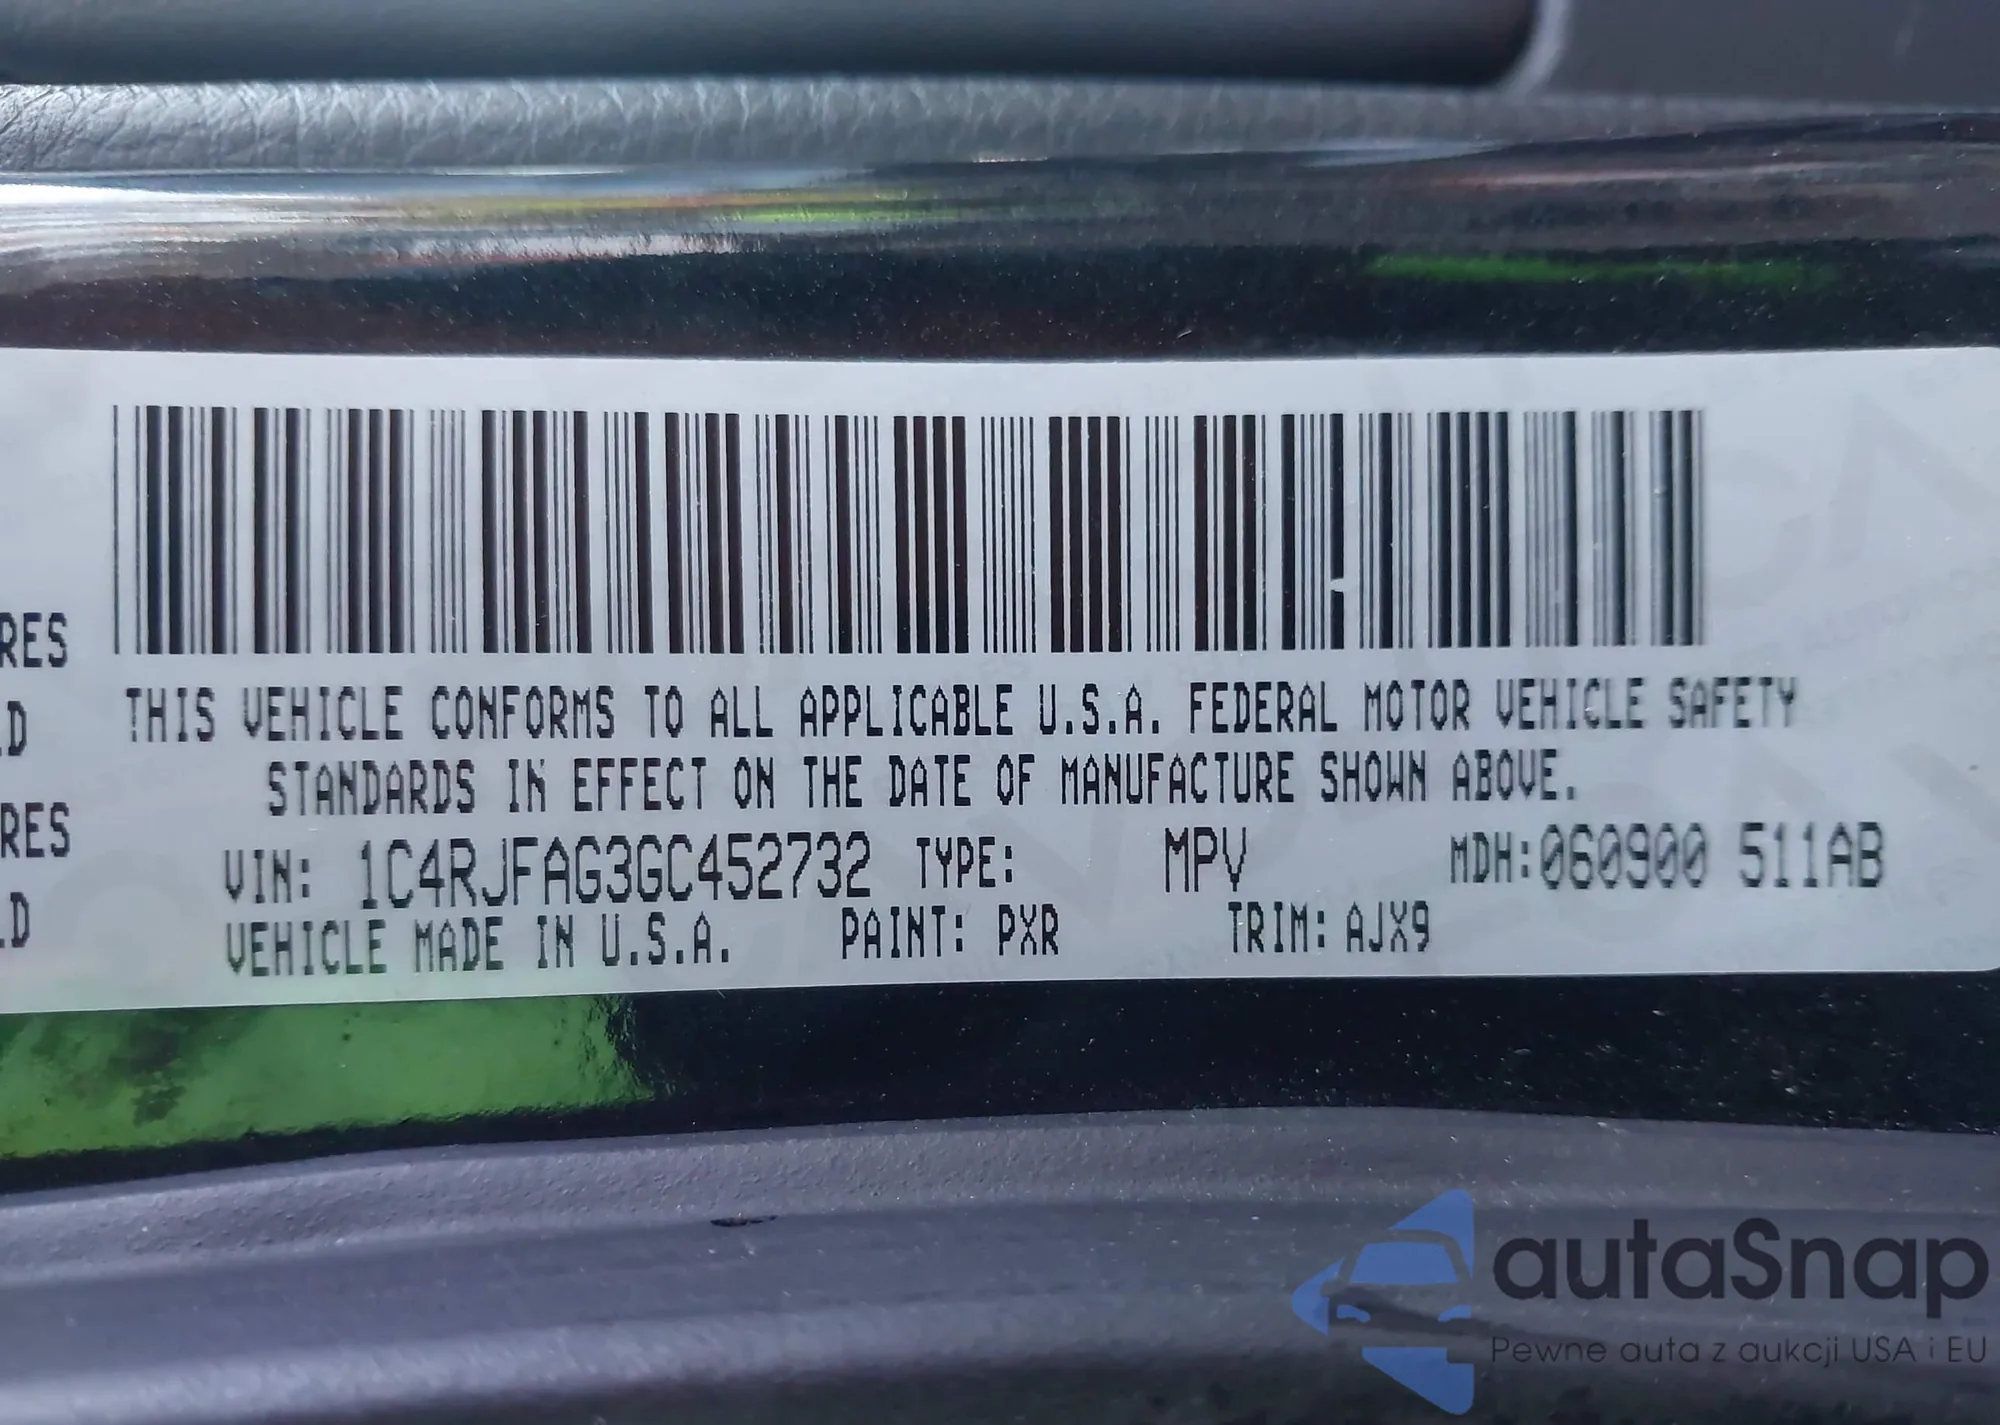 RES
LD
RES
LD
THIS VEHICLE CONFORMS TO ALL APPLICABLE U.S.A. FEDERAL MOTOR VEHICLE SAFETY
STANDARDS IN EFFECT ON THE DATE OF MANUFACTURE SHOWN ABOVE.
VIN: 1C4RJFAG3GC452732 TYPE: MPV MDH:060900 511AB
VEHICLE MADE IN U.S.A. PAINT: PXR TRIM: AJX9
autaSnap
Pewne auta z aukcji USA i EU